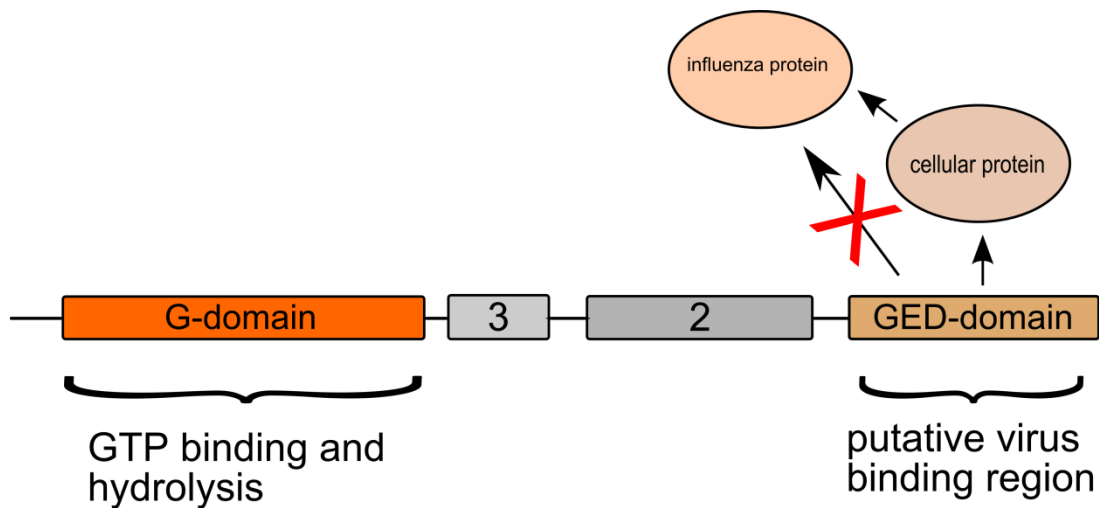 influenza protein
cellular protein
G-domain
3
2
GED-domain
GTP binding and
hydrolysis
putative virus
binding region